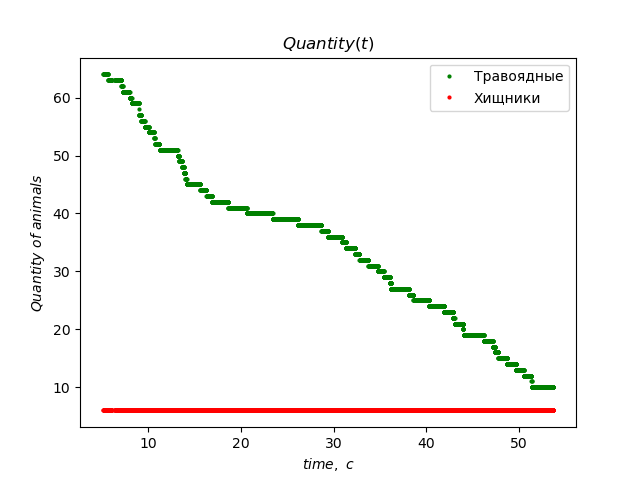 Quantity(t)
Травоядные
Хищники
Quantity of animals
60
50
40
30
20
10
10 20 30 40 50
time, c